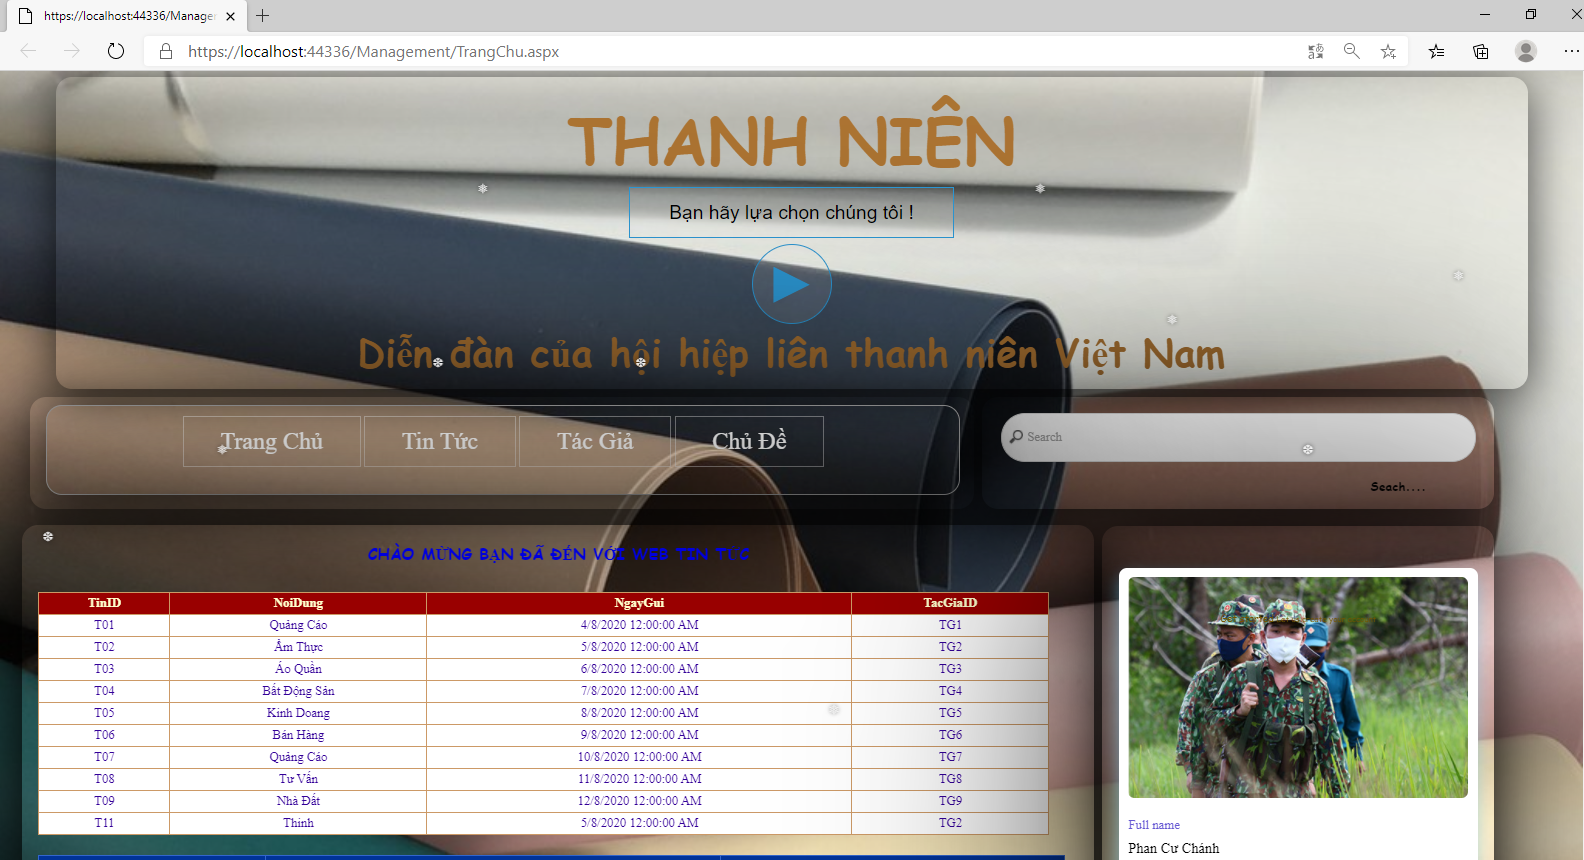 https://localhost:44336/Manage
https://localhost:44336/Management/TrangChu.aspx
THANH NIÊN
Bạn hãy lựa chọn chúng tôi !
Diễn đàn của hội hiệp liên thanh niên Việt Nam
Trang Chủ Tin Tức Tác Giả Chủ Đề
Search
Seach....
CHÀO MỪNG BẠN ĐÃ ĐẾN VỚI WEB TIN TỨC
TinID NoiDung NgayGui TacGiaID
T01 Quảng Cáo 4/8/2020 12:00:00 AM TG1
T02 Ẩm Thực 5/8/2020 12:00:00 AM TG2
T03 Áo Quần 6/8/2020 12:00:00 AM TG3
T04 Bất Động Sản 7/8/2020 12:00:00 AM TG4
T05 Kinh Doang 8/8/2020 12:00:00 AM TG5
T06 Bán Hàng 9/8/2020 12:00:00 AM TG6
T07 Quảng Cáo 10/8/2020 12:00:00 AM TG7
T08 Tư Vấn 11/8/2020 12:00:00 AM TG8
T09 Nhà Đất 12/8/2020 12:00:00 AM TG9
T11 Thính 5/8/2020 12:00:00 AM TG2
Full name
Phan Cư Chánh